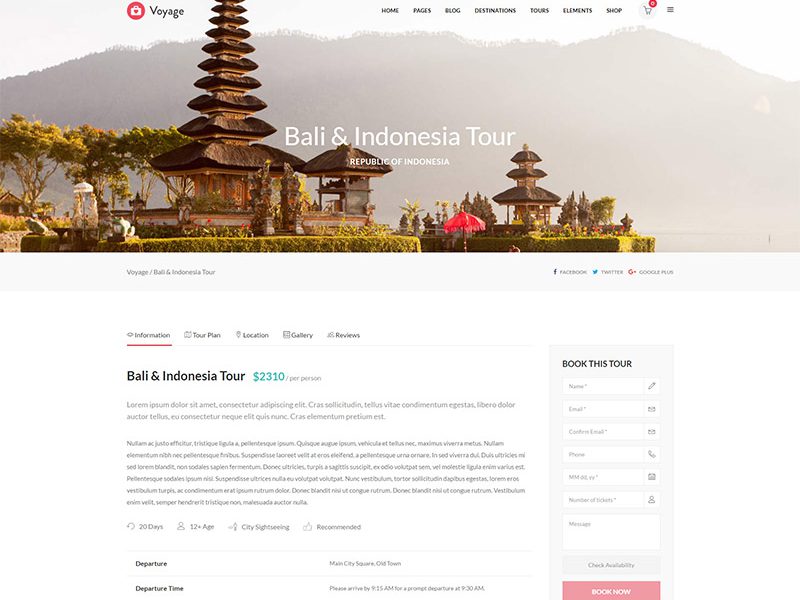 Voyage
HOME PAGES BLOG DESTINATIONS TOURS ELEMENTS SHOP 0
Bali & Indonesia Tour
REPUBLIC OF INDONESIA
Voyage / Bali & Indonesia Tour
FACEBOOK TWITTER G+ GOOGLE PLUS
Information Tour Plan Location Gallery Reviews
Bali & Indonesia Tour $2310 / per person
Lorem ipsum dolor sit amet, consectetur adipiscing elit. Cras sollicitudin, tellus vitae condimentum egestas, libero dolor
auctor tellus, eu consectetur neque elit quis nunc. Cras elementum pretium est.
Nullam ac justo efficitur, tristique ligula a, pellentesque ipsum. Quisque augue ipsum, vehicula et tellus nec, maximus viverra metus. Nullam
elementum nibh nec pellentesque finibus. Suspendisse laoreet velit at eros eleifend, a pellentesque urna ornare. In sed viverra dui. Duis ultricies mi
sed lorem blandit, non sodales sapien fermentum. Donec ultricies, turpis a sagittis suscipit, ex odio volutpat sem, vel molestie ligula enim varius est.
Pellentesque sodales ipsum nisl. Suspendisse ultrices nulla eu volutpat volutpat. Nunc vestibulum, tortor sollicitudin dapibus egestas, lorem eros
vestibulum turpis, ac condimentum erat ipsum rutrum dolor. Donec blandit nisi ut congue rutrum. Donec blandit nisi ut congue rutrum. Vestibulum
enim velit, semper hendrerit tristique non, malesuada auctor nulla.
20 Days 12+ Age City Sightseeing Recommended
Departure Main City Square, Old Town
Departure Time Please arrive by 9:15 AM for a prompt departure at 9:30 AM.
BOOK THIS TOUR
Name *
Email *
Confirm Email *
Phone
MM dd, yy *
Number of tickets *
Message
Check Availability
BOOK NOW